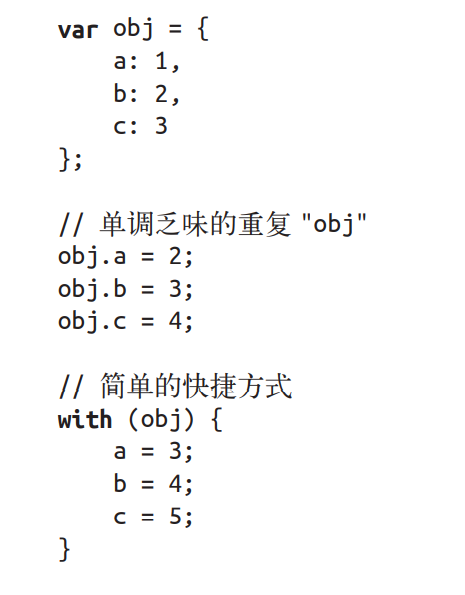 var obj = {
    a: 1,
    b: 2,
    c: 3
};

// 单调乏味的重复 "obj"
obj.a = 2;
obj.b = 3;
obj.c = 4;

// 简单的快捷方式
with (obj) {
    a = 3;
    b = 4;
    c = 5;
}